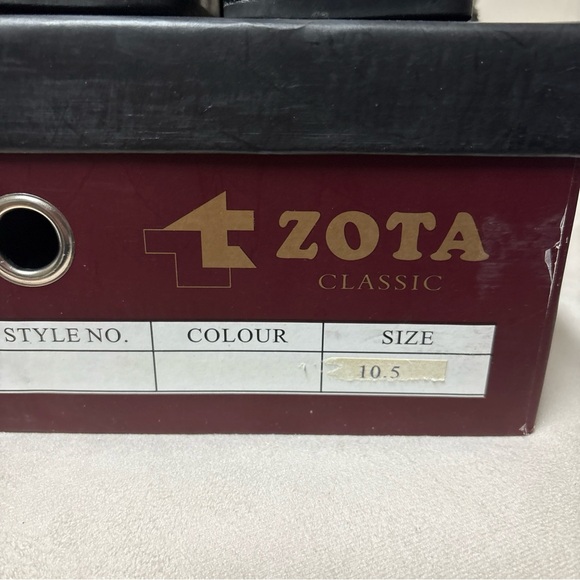 ZOTA
CLASSIC
STYLE NO. COLOUR SIZE
10.5